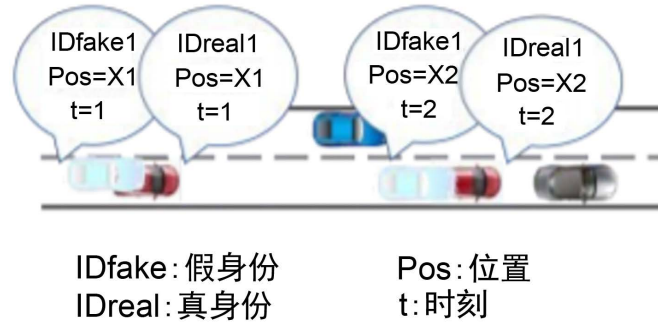 IDfake1
Pos=X1
t=1
IDreal1
Pos=X1
t=1
IDfake1
Pos=X2
t=2
IDreal1
Pos=X2
t=2
IDfake:假身份
Pos:位置
IDreal:真身份
t:时刻